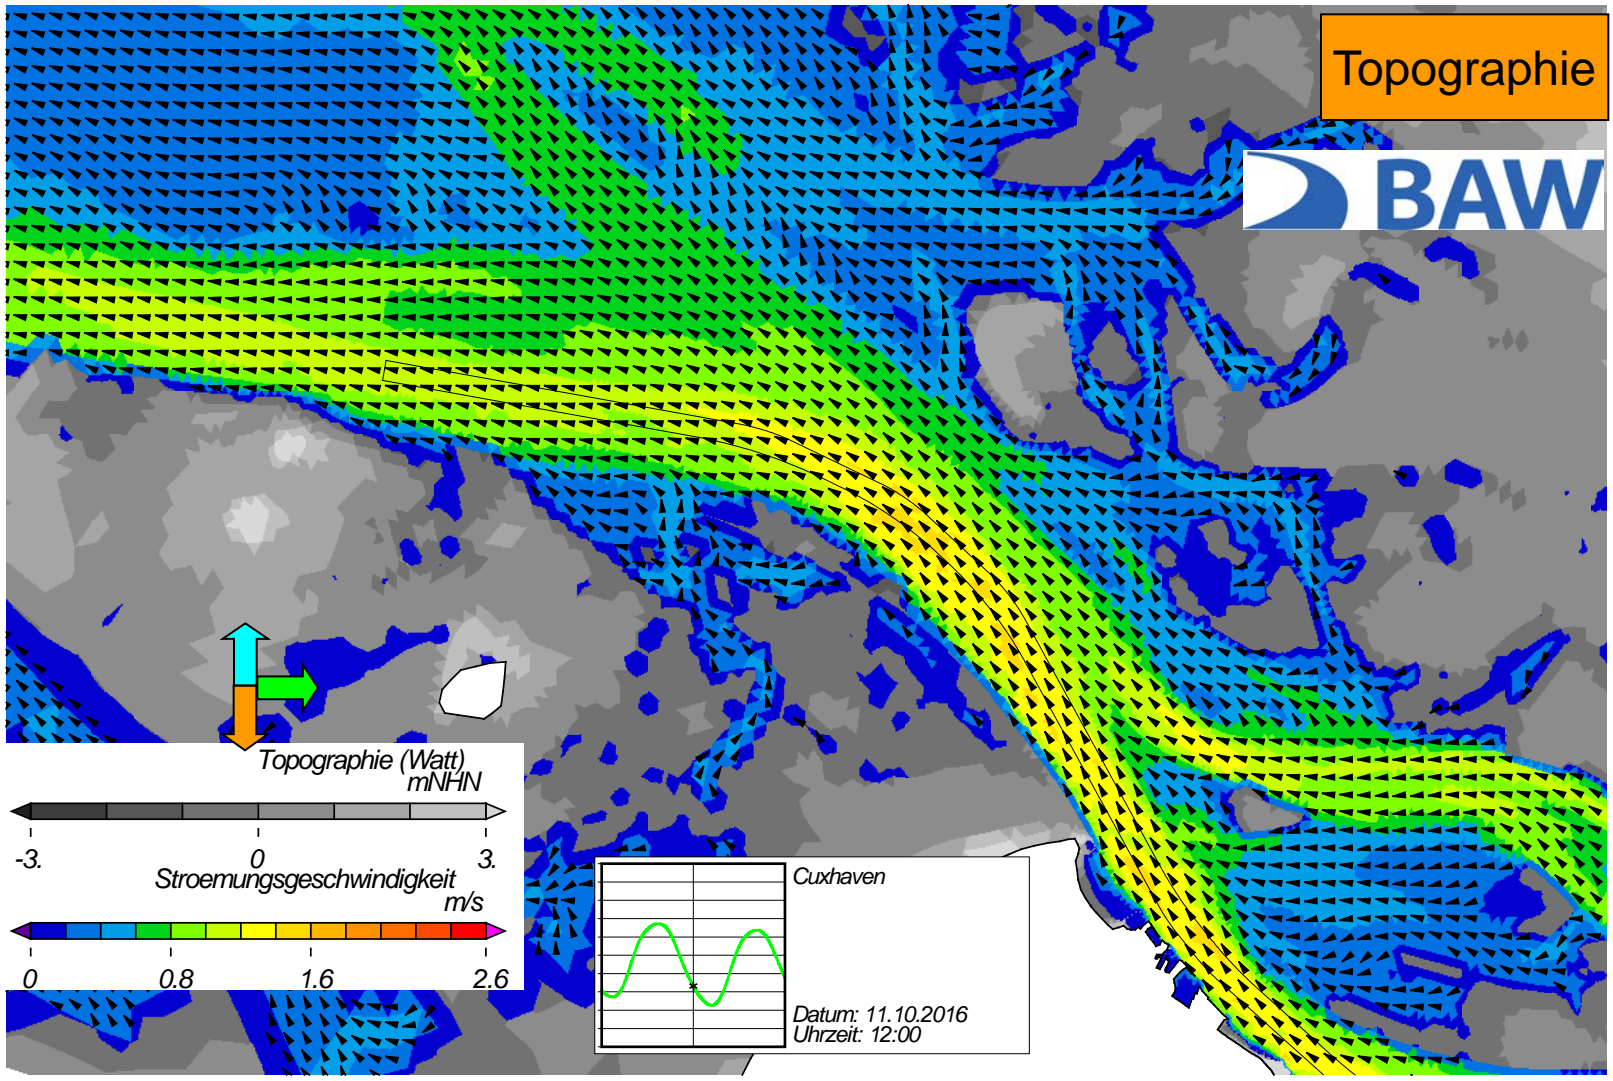 Topographie
BAW
Topographie (Watt)
mNHN
-3. 0 3.
Stroemungsgeschwindigkeit
m/s
0 0.8 1.6 2.6
Cuxhaven
Datum: 11.10.2016
Uhrzeit: 12:00